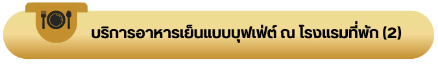 บริการอาหารเย็นแบบบุฟเฟ่ต์ ณ โรงแรมที่พัก (2)